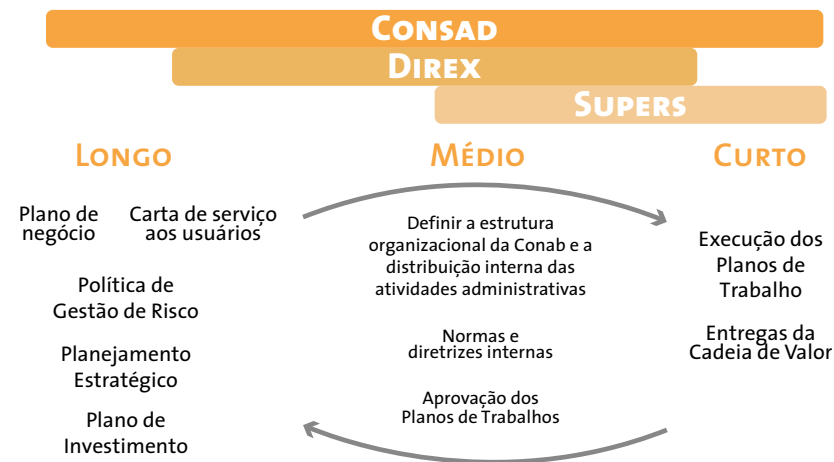 CONSAD
DIREX
SUPERS
LONGO
MÉDIO
CURTO
Plano de
negócio
Carta de serviço
aos usuários
Política de
Gestão de Risco
Planejamento
Estratégico
Plano de
Investimento
Definir a estrutura
organizacional da Conab e a
distribuição interna das
atividades administrativas
Normas e
diretrizes internas
Aprovação dos
Planos de Trabalhos
Execução dos
Planos de
Trabalho
Entregas da
Cadeia de Valor